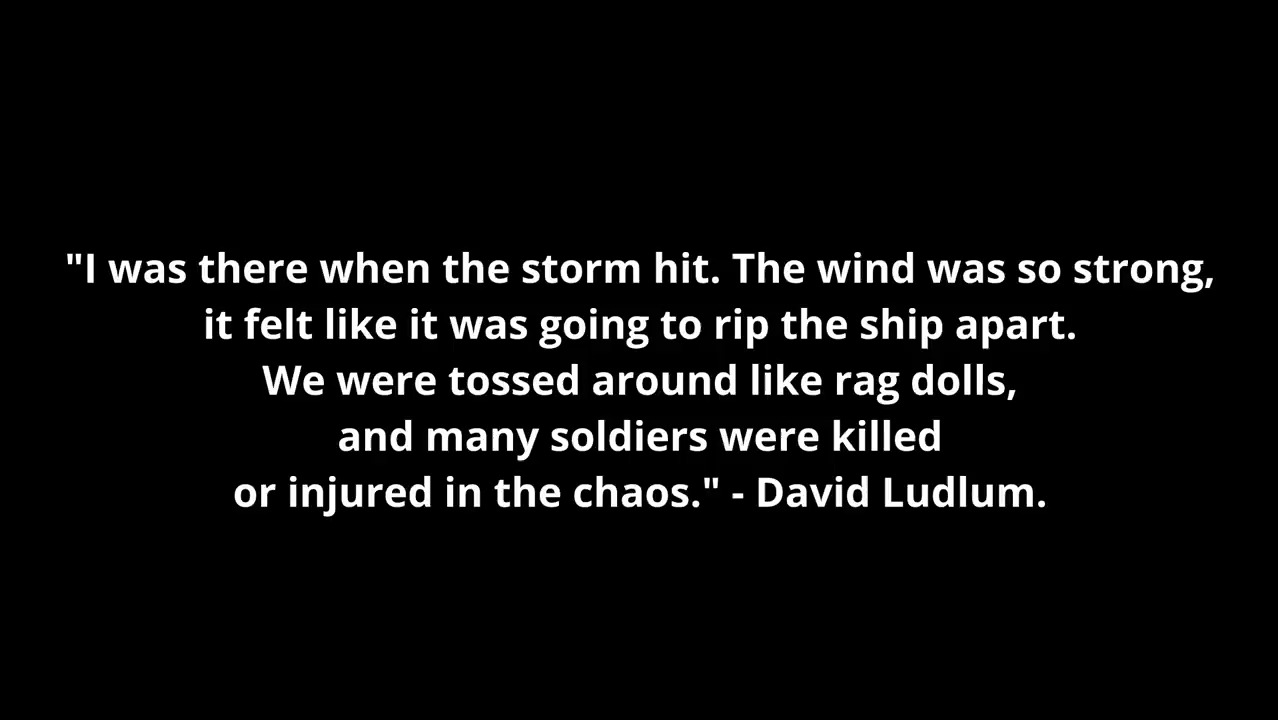 "I was there when the storm hit. The wind was so strong,
it felt like it was going to rip the ship apart.
We were tossed around like rag dolls,
and many soldiers were killed
or injured in the chaos." - David Ludlum.